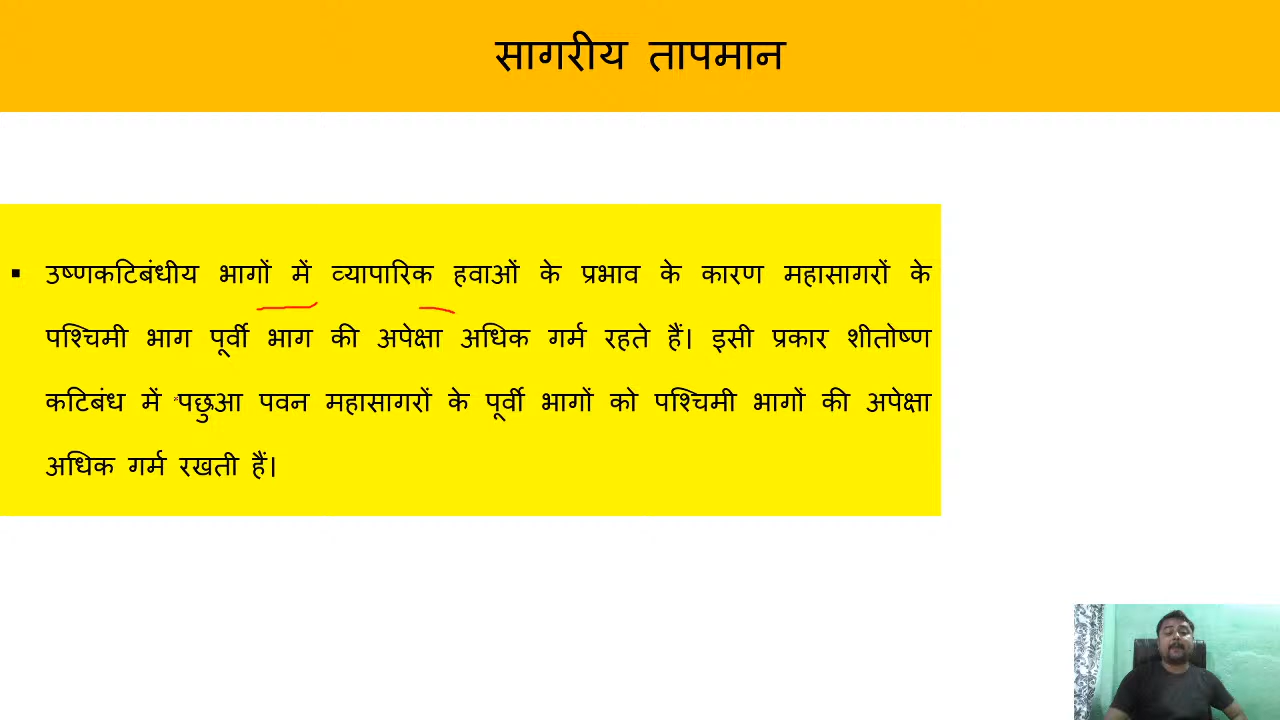 सागरीय तापमान
▪ उष्णकटिबंधीय भागों में व्यापारिक हवाओं के प्रभाव के कारण महासागरों के
पश्चिमी भाग पूर्वी भाग की अपेक्षा अधिक गर्म रहते हैं। इसी प्रकार शीतोष्ण
कटिबंध में पछुआ पवन महासागरों के पूर्वी भागों को पश्चिमी भागों की अपेक्षा
अधिक गर्म रखती हैं।